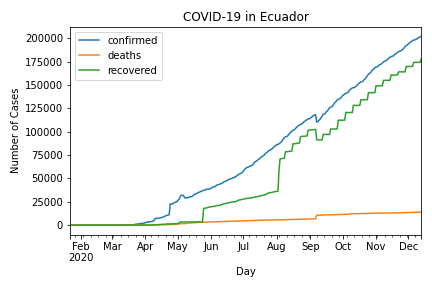 COVID-19 in Ecuador
confirmed
deaths
recovered
Number of Cases
200000
175000
150000
125000
100000
75000
50000
25000
0
Feb Mar Apr May Jun Jul Aug Sep Oct Nov Dec
2020
Day